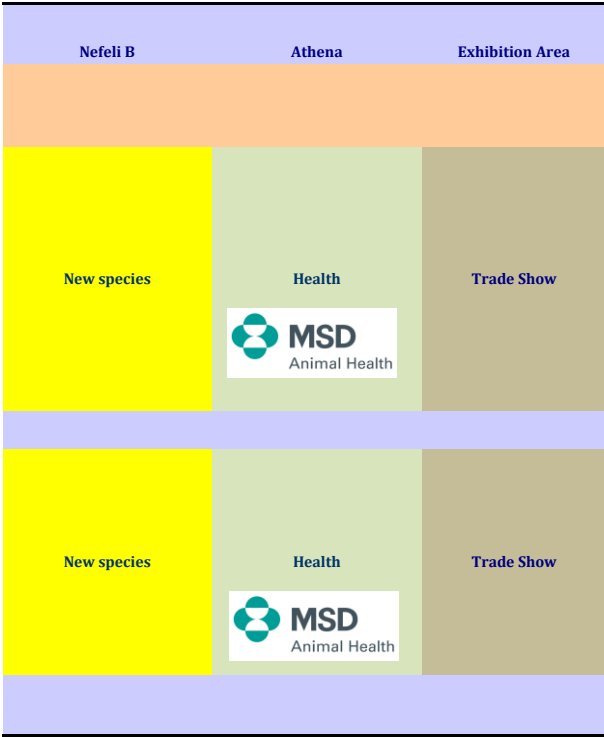 Nefeli B Athena Exhibition Area
New species Health Trade Show
MSD
Animal Health
New species Health Trade Show
MSD
Animal Health